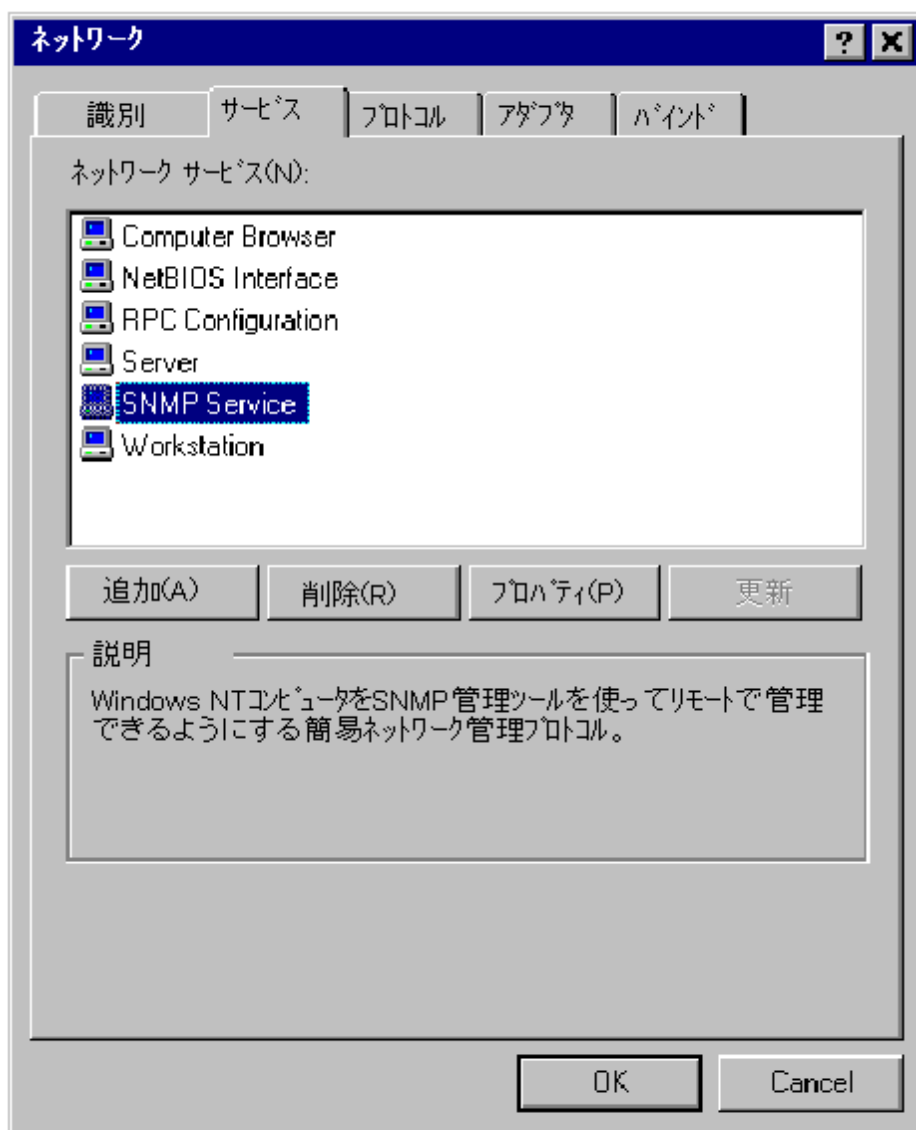 ネットワーク
識別
サービス
プロトコル
アダプタ
バインド
ネットワーク サービス(N):
Computer Browser
NetBIOS Interface
RPC Configuration
Server
SNMP Service
Workstation
追加(A)
削除(R)
プロパティ(P)
更新
説明
Windows NTコンピュータをSNMP管理ツールを使ってリモートで管理
できるようにする簡易ネットワーク管理プロトコル。
OK
Cancel